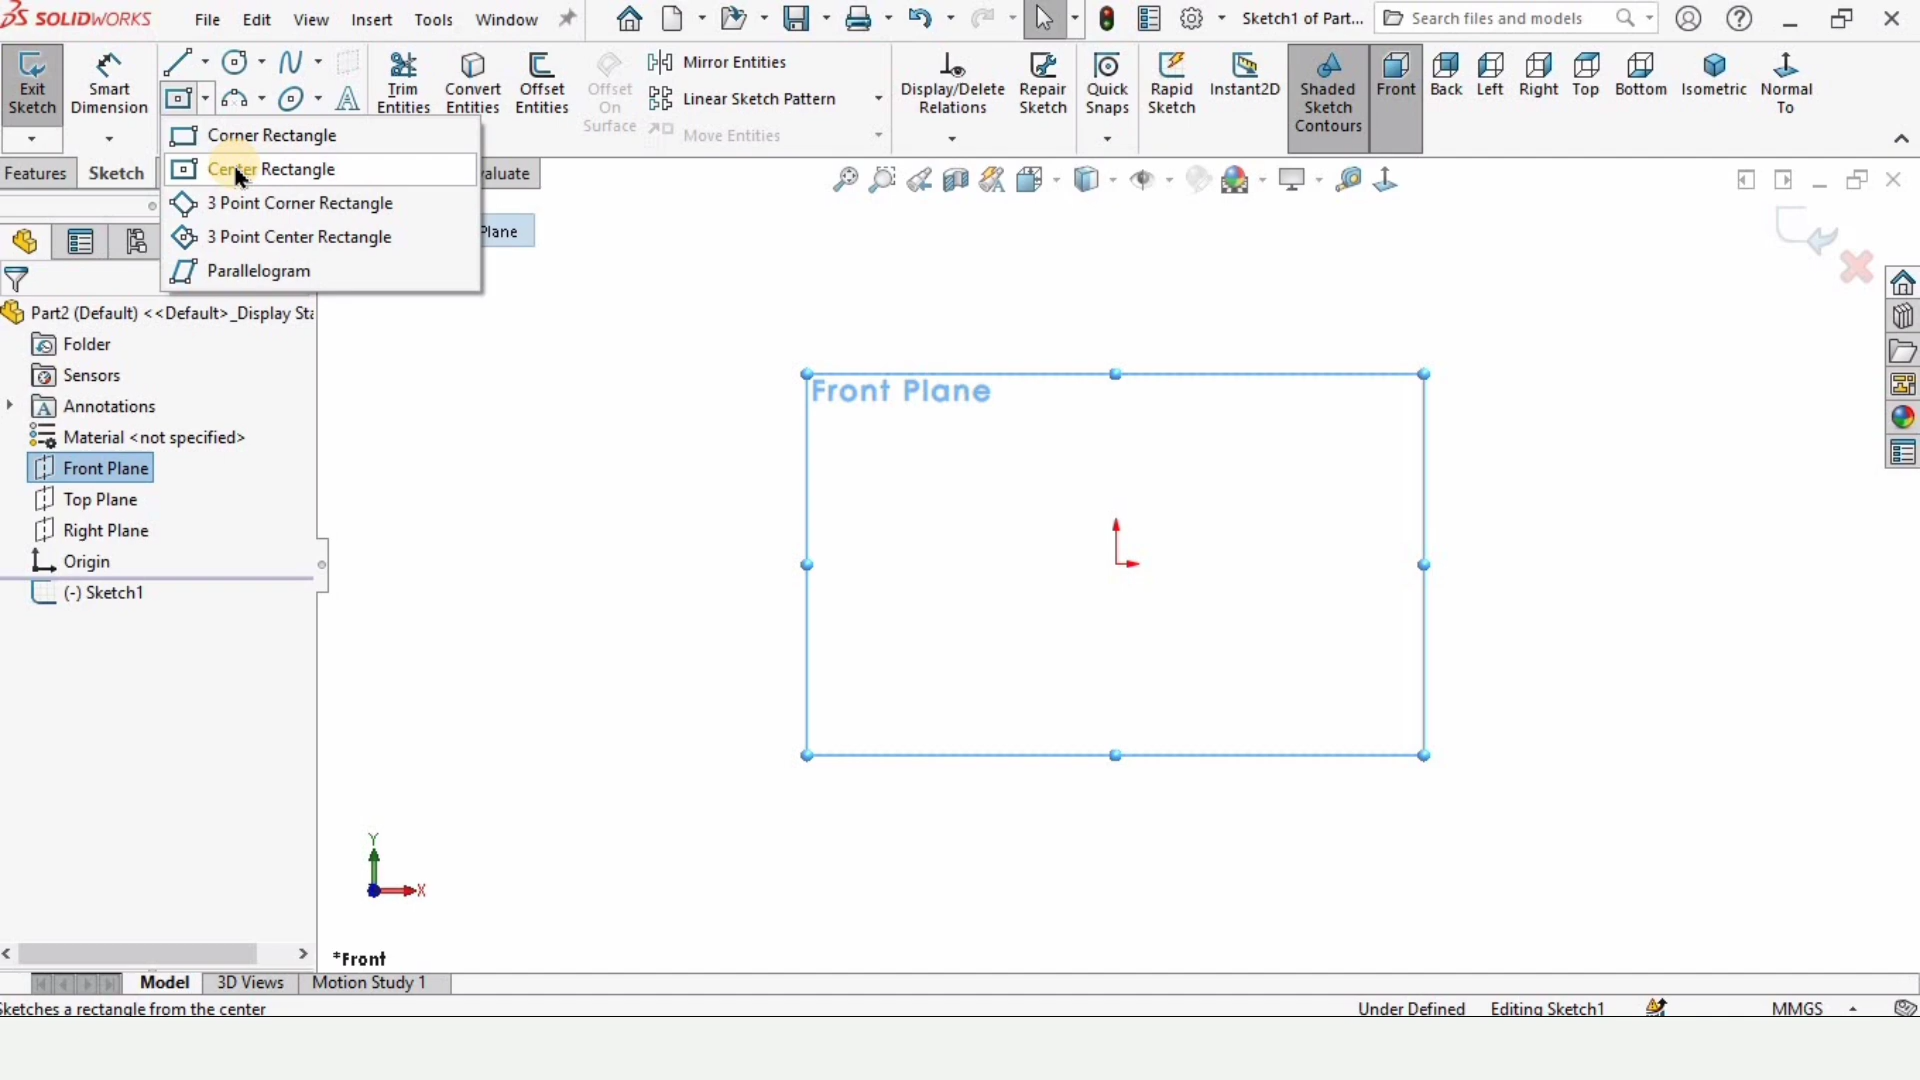 SOLIDWORKS
File Edit View Insert Tools Window
Sketch1 of Part...
Search files and models
Exit Sketch
Smart Dimension
Trim Entities
Convert Entities
Offset Entities
Offset On Surface
Mirror Entities
Linear Sketch Pattern
Move Entities
Display/Delete Relations
Repair Sketch
Quick Snaps
Rapid Sketch
Instant2D
Shaded Sketch Contours
Front
Back
Left
Right
Top
Bottom
Isometric
Normal To
Corner Rectangle
Center Rectangle
3 Point Corner Rectangle
3 Point Center Rectangle
Parallelogram
Features
Sketch
valuate
Plane
Part2 (Default) <<Default>_Display Sta
Folder
Sensors
Annotations
Material <not specified>
Front Plane
Top Plane
Right Plane
Origin
(-) Sketch1
Front Plane
Y
X
*Front
Model
3D Views
Motion Study 1
Sketches a rectangle from the center
Under Defined
Editing Sketch1
MMGS